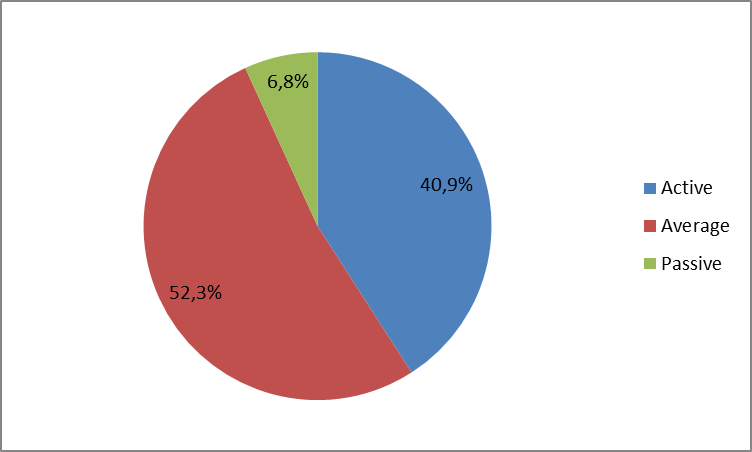 6,8%
40,9%
52,3%
Active
Average
Passive